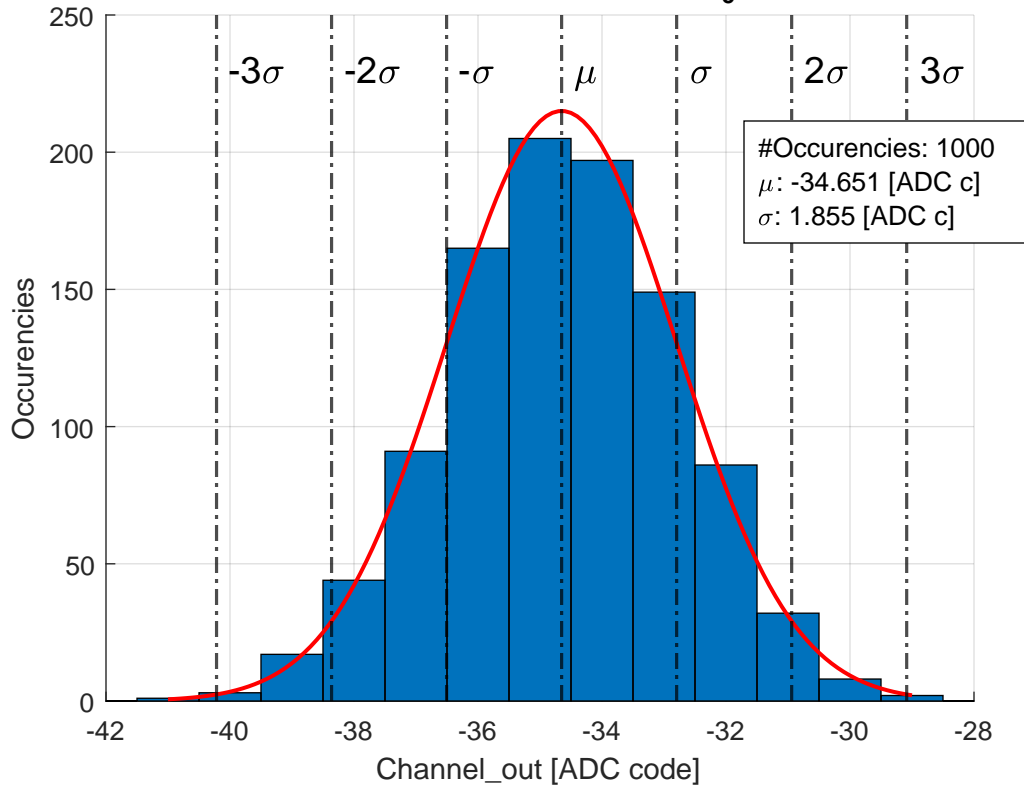 -3σ -2σ -σ μ σ 2σ 3σ
#Occurencies: 1000
μ: -34.651 [ADC c]
σ: 1.855 [ADC c]
Occurencies
250
200
150
100
50
0
-42 -40 -38 -36 -34 -32 -30 -28
Channel_out [ADC code]